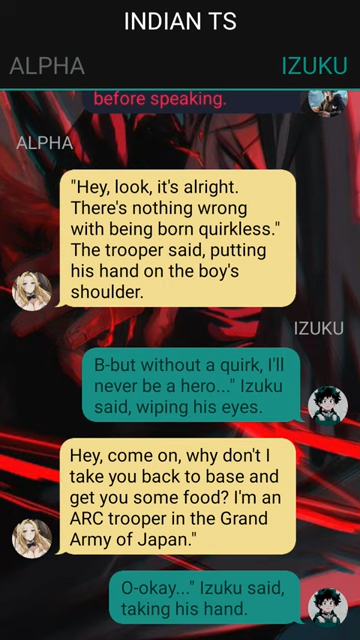 INDIAN TS
ALPHA
IZUKU
before speaking.
ALPHA
"Hey, look, it's alright.
There's nothing wrong
with being born quirkless."
The trooper said, putting
his hand on the boy's
shoulder.
IZUKU
B-but without a quirk, I'll
never be a hero..." Izuku
said, wiping his eyes.
Hey, come on, why don't I
take you back to base and
get you some food? I'm an
ARC trooper in the Grand
Army of Japan."
O-okay..." Izuku said,
taking his hand.